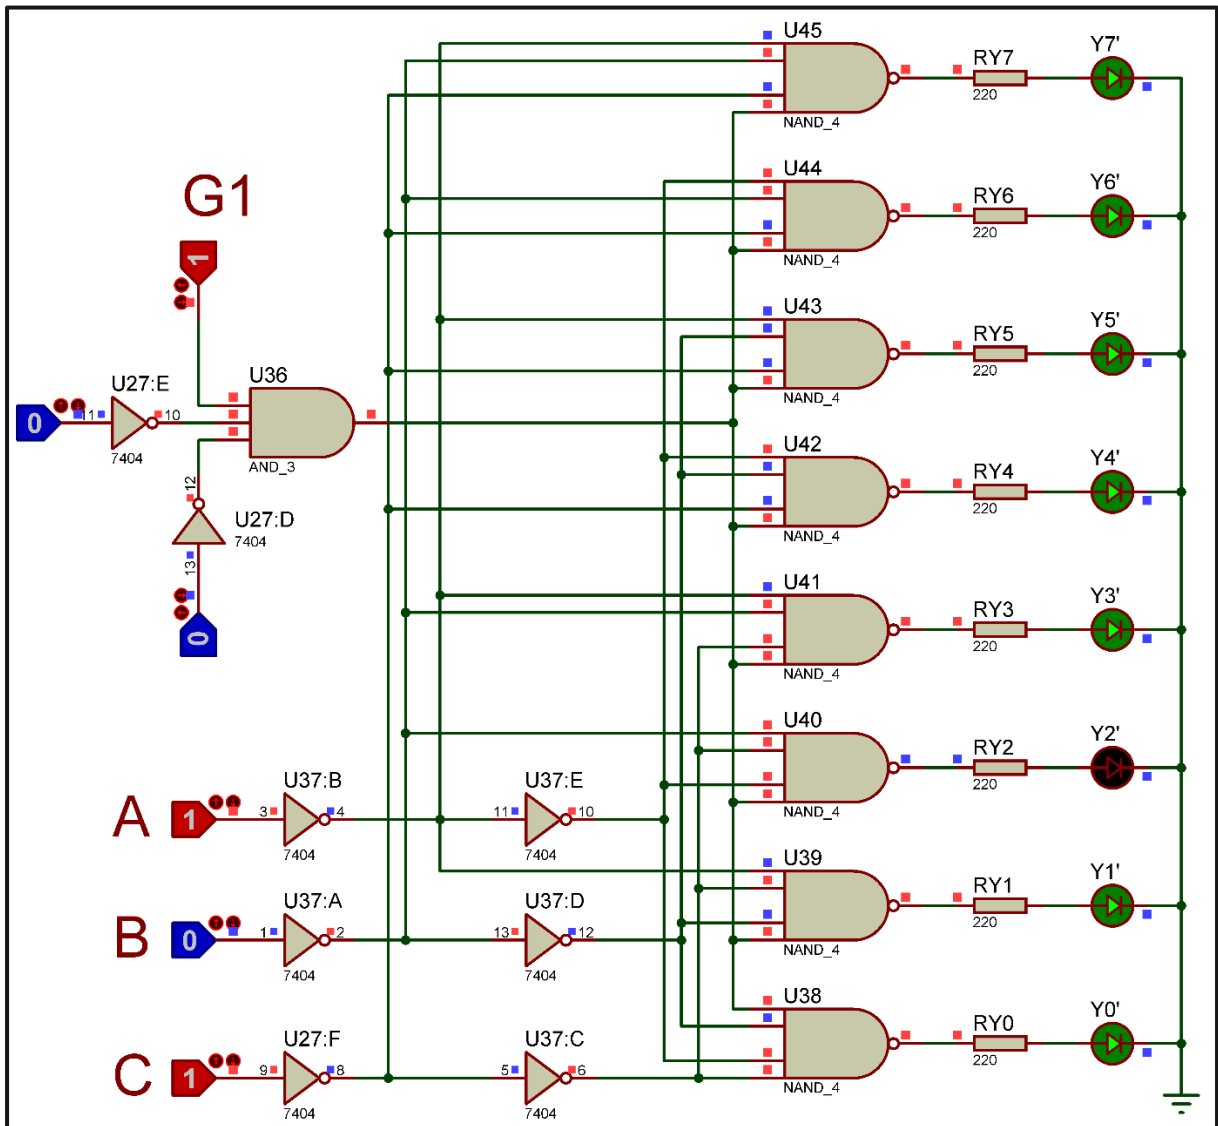 U45
NAND_4
RY7
220
Y7'
U44
NAND_4
RY6
220
Y6'
G1
1
U43
NAND_4
RY5
220
Y5'
0
11
U27:E
10
7404
U36
AND_3
12
U27:D
7404
13
0
U42
NAND_4
RY4
220
Y4'
U41
NAND_4
RY3
220
Y3'
U40
NAND_4
RY2
220
Y2'
A
1
3
U37:B
4
7404
11
U37:E
10
7404
U39
NAND_4
RY1
220
Y1'
B
0
1
U37:A
2
7404
13
U37:D
12
7404
U38
NAND_4
RY0
220
Y0'
C
1
9
U27:F
8
7404
5
U37:C
6
7404